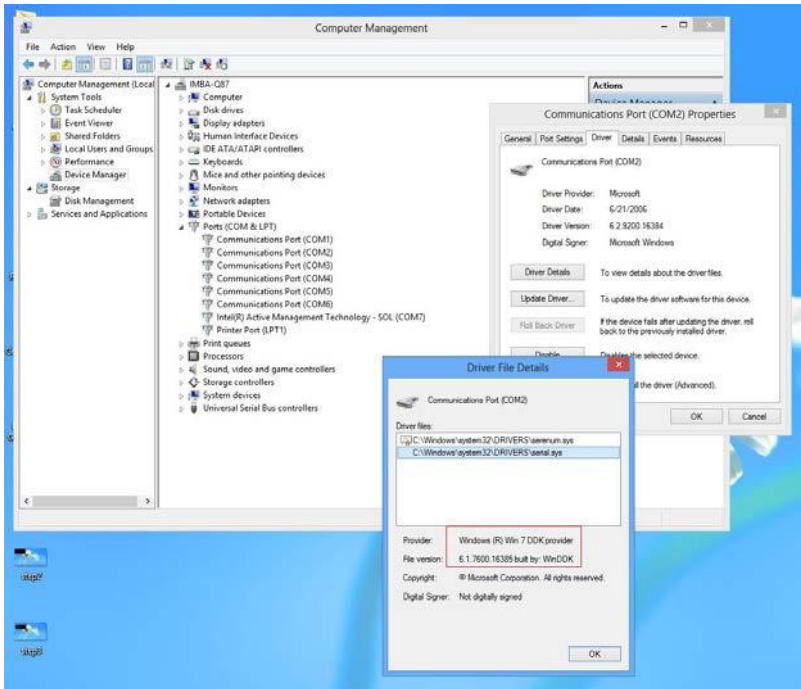 Computer Management
File Action View Help
Computer Management (Local
System Tools
Task Scheduler
Event Viewer
Shared Folders
Local Users and Groups
Performance
Device Manager
Storage
Disk Management
Services and Applications
IMBA-Q87
Computer
Disk drives
Display adapters
Human Interface Devices
IDE ATA/ATAPI controllers
Keyboards
Mice and other pointing devices
Monitors
Network adapters
Portable Devices
Ports (COM & LPT)
Communications Port (COM1)
Communications Port (COM2)
Communications Port (COM3)
Communications Port (COM4)
Communications Port (COM5)
Communications Port (COM6)
Intel(R) Active Management Technology - SOL (COM7)
Printer Port (LPT1)
Print queues
Processors
Sound, video and game controllers
Storage controllers
System devices
Universal Serial Bus controllers
Actions
Device Manager
Communications Port (COM2) Properties
General Port Settings Driver Details Events Resources
Communications Port (COM2)
Driver Provider: Microsoft
Driver Date: 6/21/2006
Driver Version: 6.2.9200.16384
Digital Signer: Microsoft Windows
Driver Details To view details about the driver files.
Update Driver... To update the driver software for this device.
Roll Back Driver If the device fails after updating the driver, roll
back to the previously installed driver.
Disable Disables the selected device.
all the driver (Advanced).
OK Cancel
Driver File Details
Communications Port (COM2)
Driver files:
C:\Windows\system32\DRIVERS\serenum.sys
C:\Windows\system32\DRIVERS\serial.sys
Provider: Windows (R) Win 7 DDK provider
File version: 6.1.7600.16385 built by: WinDDK
Copyright: © Microsoft Corporation. All rights reserved.
Digital Signer: Not digitally signed
OK
step2
step3